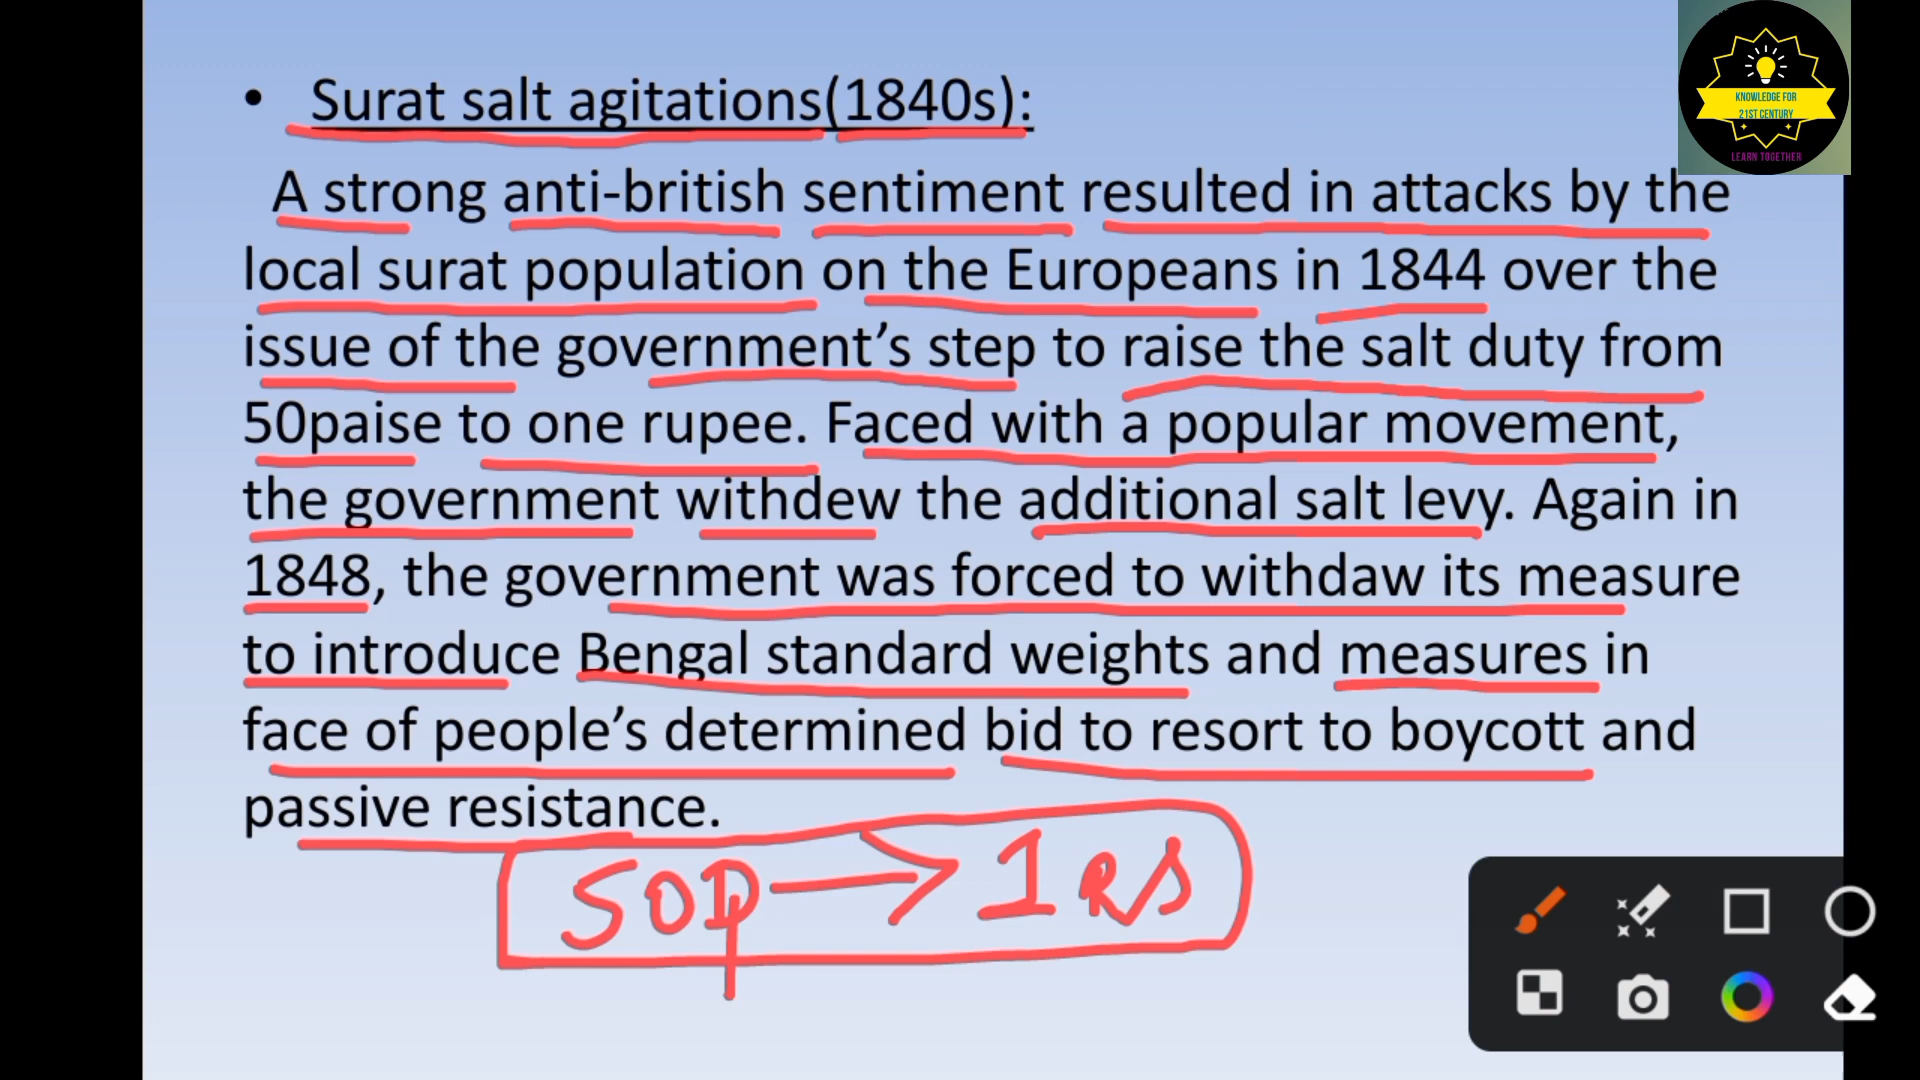 KNOWLEDGE FOR
21ST CENTURY
LEARN TOGETHER
• Surat salt agitations(1840s):
A strong anti-british sentiment resulted in attacks by the
local surat population on the Europeans in 1844 over the
issue of the government’s step to raise the salt duty from
50paise to one rupee. Faced with a popular movement,
the government withdew the additional salt levy. Again in
1848, the government was forced to withdaw its measure
to introduce Bengal standard weights and measures in
face of people’s determined bid to resort to boycott and
passive resistance.
50p → 1 RS